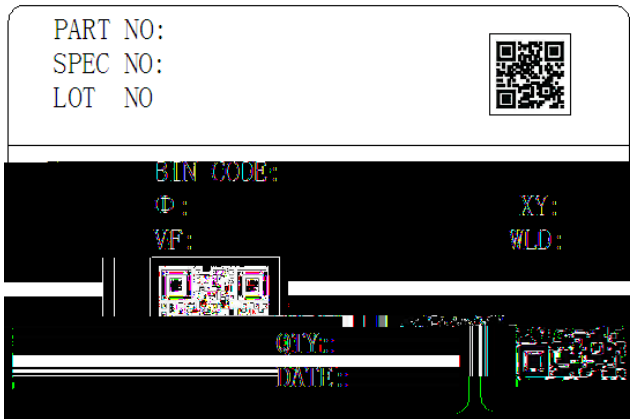 PART NO:
SPEC NO:
LOT NO
BIN CODE:
Φ:
XY:
VF:
WLD:
QTY:
DATE: